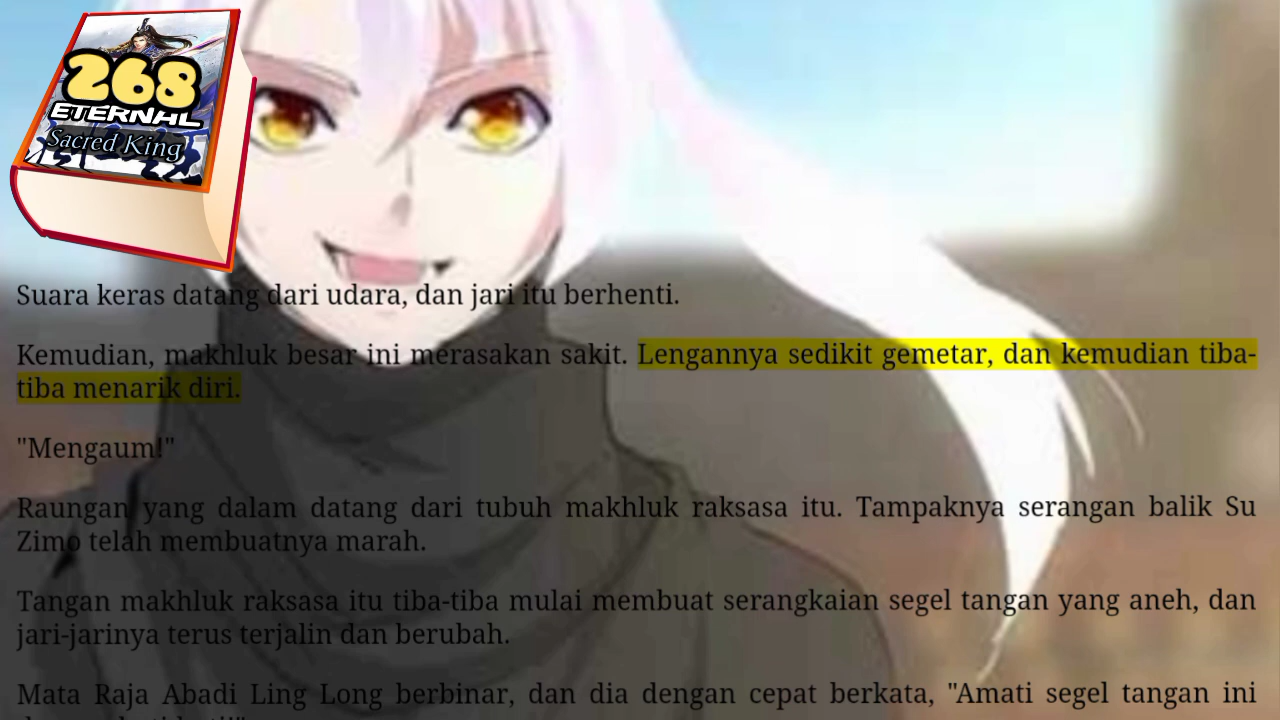 268
ETERNAL
Sacred King
Suara keras datang dari udara, dan jari itu berhenti.
Kemudian, makhluk besar ini merasakan sakit. Lengannya sedikit gemetar, dan kemudian tiba-
tiba menarik diri.
"Mengaum!"
Raungan yang dalam datang dari tubuh makhluk raksasa itu. Tampaknya serangan balik Su
Zimo telah membuatnya marah.
Tangan makhluk raksasa itu tiba-tiba mulai membuat serangkaian segel tangan yang aneh, dan
jari-jarinya terus terjalin dan berubah.
Mata Raja Abadi Ling Long berbinar, dan dia dengan cepat berkata, "Amati segel tangan ini